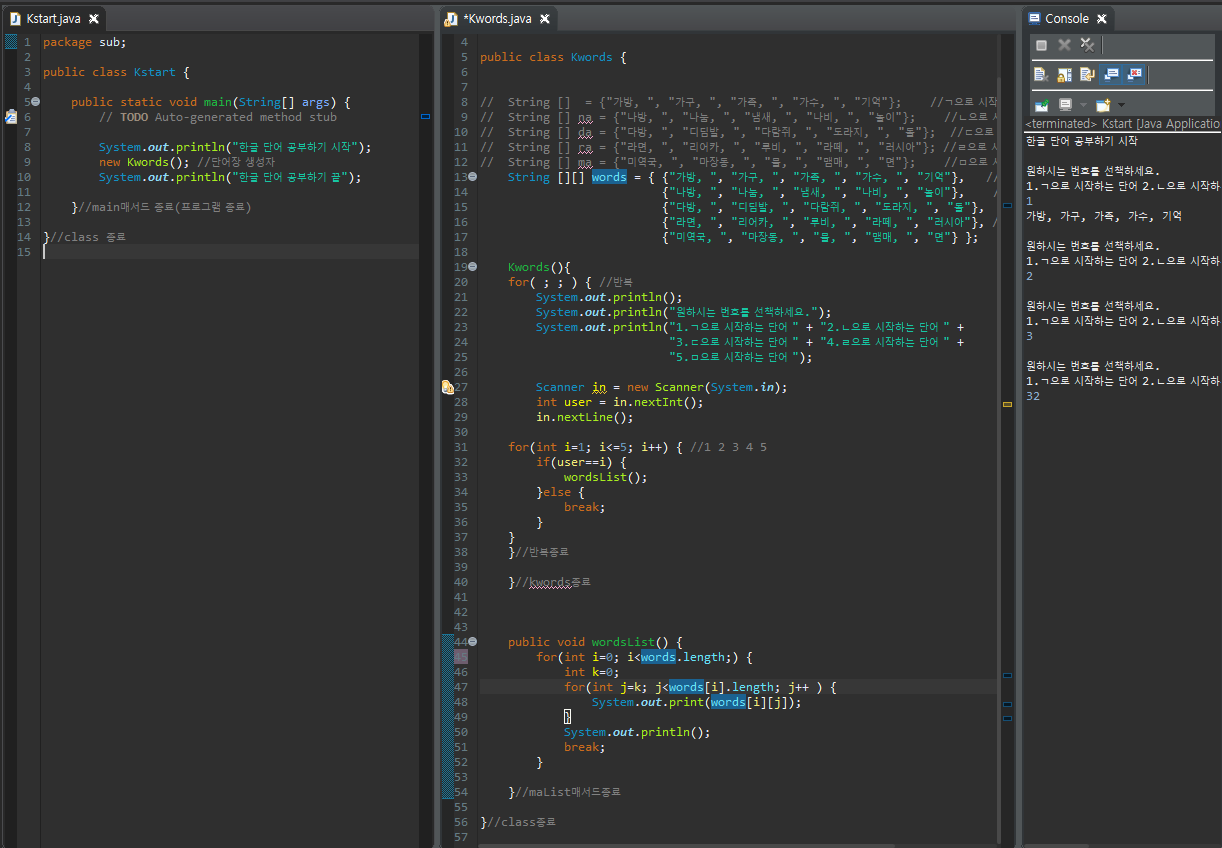 Kstart.java
1 package sub;
2
3 public class Kstart {
4
5 public static void main(String[] args) {
6 // TODO Auto-generated method stub
7
8 System.out.println("한글 단어 공부하기 시작");
9 new Kwords(); //단어장 생성자
10 System.out.println("한글 단어 공부하기 끝");
11
12 }//main매서드 종료(프로그램 종료)
13
14 }//class 종료
15
*Kwords.java
4
5 public class Kwords {
6
7
8 // String [] = {"가방, ", "가구, ", "가족, ", "가수, ", "기억"}; //ㄱ으로 시작
9 // String [] na = {"나방, ", "나눔, ", "냄새, ", "나비, ", "놀이"}; //ㄴ으로
10 // String [] da = {"다방, ", "디딤발, ", "다람쥐, ", "도라지, ", "돌"}; //ㄷ으로
11 // String [] ra = {"라면, ", "리어카, ", "루비, ", "라떼, ", "러시아"}; //ㄹ으로
12 // String [] ma = {"미역국, ", "마장동, ", "물, ", "맴매, ", "면"}; //ㅁ으로 시
13 String [][] words = { {"가방, ", "가구, ", "가족, ", "가수, ", "기억"}, //
14 {"나방, ", "나눔, ", "냄새, ", "나비, ", "놀이"}, /
15 {"다방, ", "디딤발, ", "다람쥐, ", "도라지, ", "돌"},
16 {"라면, ", "리어카, ", "루비, ", "라떼, ", "러시아"}, /
17 {"미역국, ", "마장동, ", "물, ", "맴매, ", "면"} };
18
19 Kwords(){
20 for( ; ; ) { //반복
21 System.out.println();
22 System.out.println("원하시는 번호를 선책하세요.");
23 System.out.println("1.ㄱ으로 시작하는 단어 " + "2.ㄴ으로 시작하는 단어 " +
24 "3.ㄷ으로 시작하는 단어 " + "4.ㄹ으로 시작하는 단어 " +
25 "5.ㅁ으로 시작하는 단어 ");
26
27 Scanner in = new Scanner(System.in);
28 int user = in.nextInt();
29 in.nextLine();
30
31 for(int i=1; i<=5; i++) { //1 2 3 4 5
32 if(user==i) {
33 wordsList();
34 }else {
35 break;
36 }
37 }
38 }//반복종료
39
40 }//kwords종료
41
42
43
44 public void wordsList() {
45 for(int i=0; i<words.length;) {
46 int k=0;
47 for(int j=k; j<words[i].length; j++ ) {
48 System.out.print(words[i][j]);
49 }
50 System.out.println();
51 break;
52 }
53
54 }//maList매서드종료
55
56 }//class종료
57
Console
<terminated> Kstart [Java Applicatio
한글 단어 공부하기 시작
원하시는 번호를 선책하세요.
1.ㄱ으로 시작하는 단어 2.ㄴ으로 시작하
1
가방, 가구, 가족, 가수, 기억
원하시는 번호를 선책하세요.
1.ㄱ으로 시작하는 단어 2.ㄴ으로 시작하
2
원하시는 번호를 선책하세요.
1.ㄱ으로 시작하는 단어 2.ㄴ으로 시작하
3
원하시는 번호를 선책하세요.
1.ㄱ으로 시작하는 단어 2.ㄴ으로 시작하
32